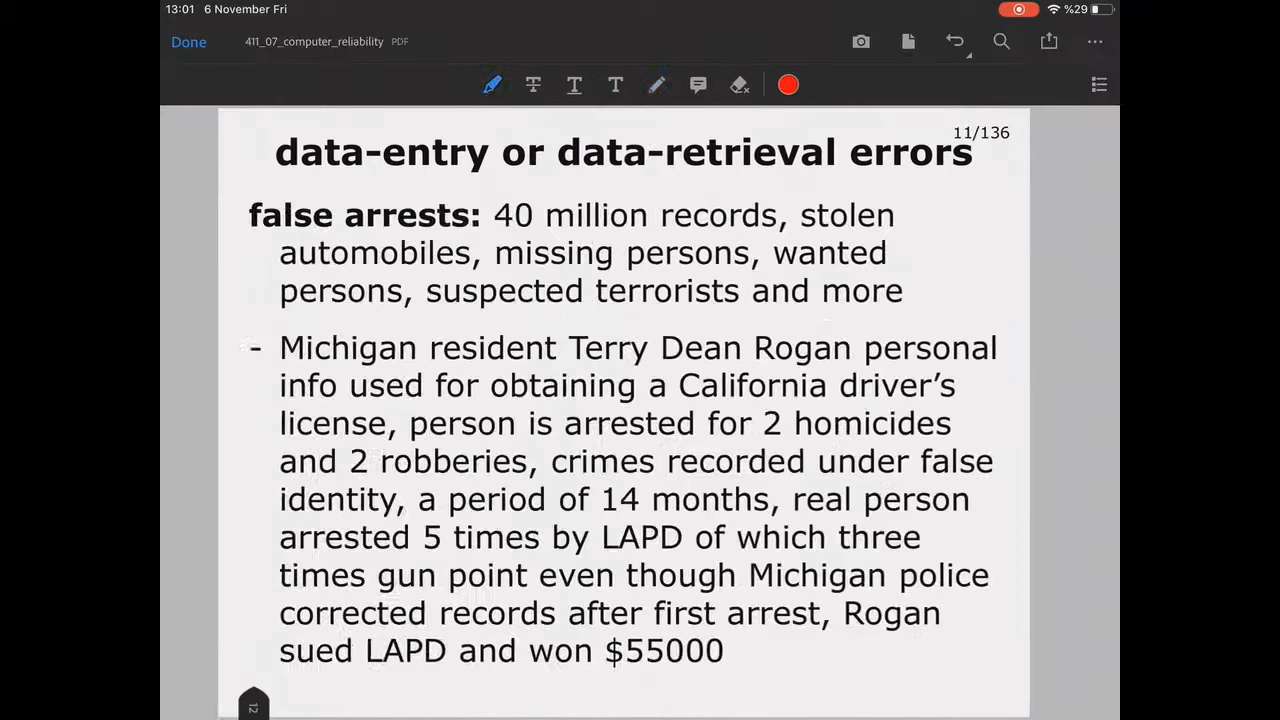 13:01 6 November Fri %29
Done 411_07_computer_reliability PDF
T T T
11/136
data-entry or data-retrieval errors
false arrests: 40 million records, stolen
automobiles, missing persons, wanted
persons, suspected terrorists and more
- Michigan resident Terry Dean Rogan personal
info used for obtaining a California driver’s
license, person is arrested for 2 homicides
and 2 robberies, crimes recorded under false
identity, a period of 14 months, real person
arrested 5 times by LAPD of which three
times gun point even though Michigan police
corrected records after first arrest, Rogan
sued LAPD and won $55000
12